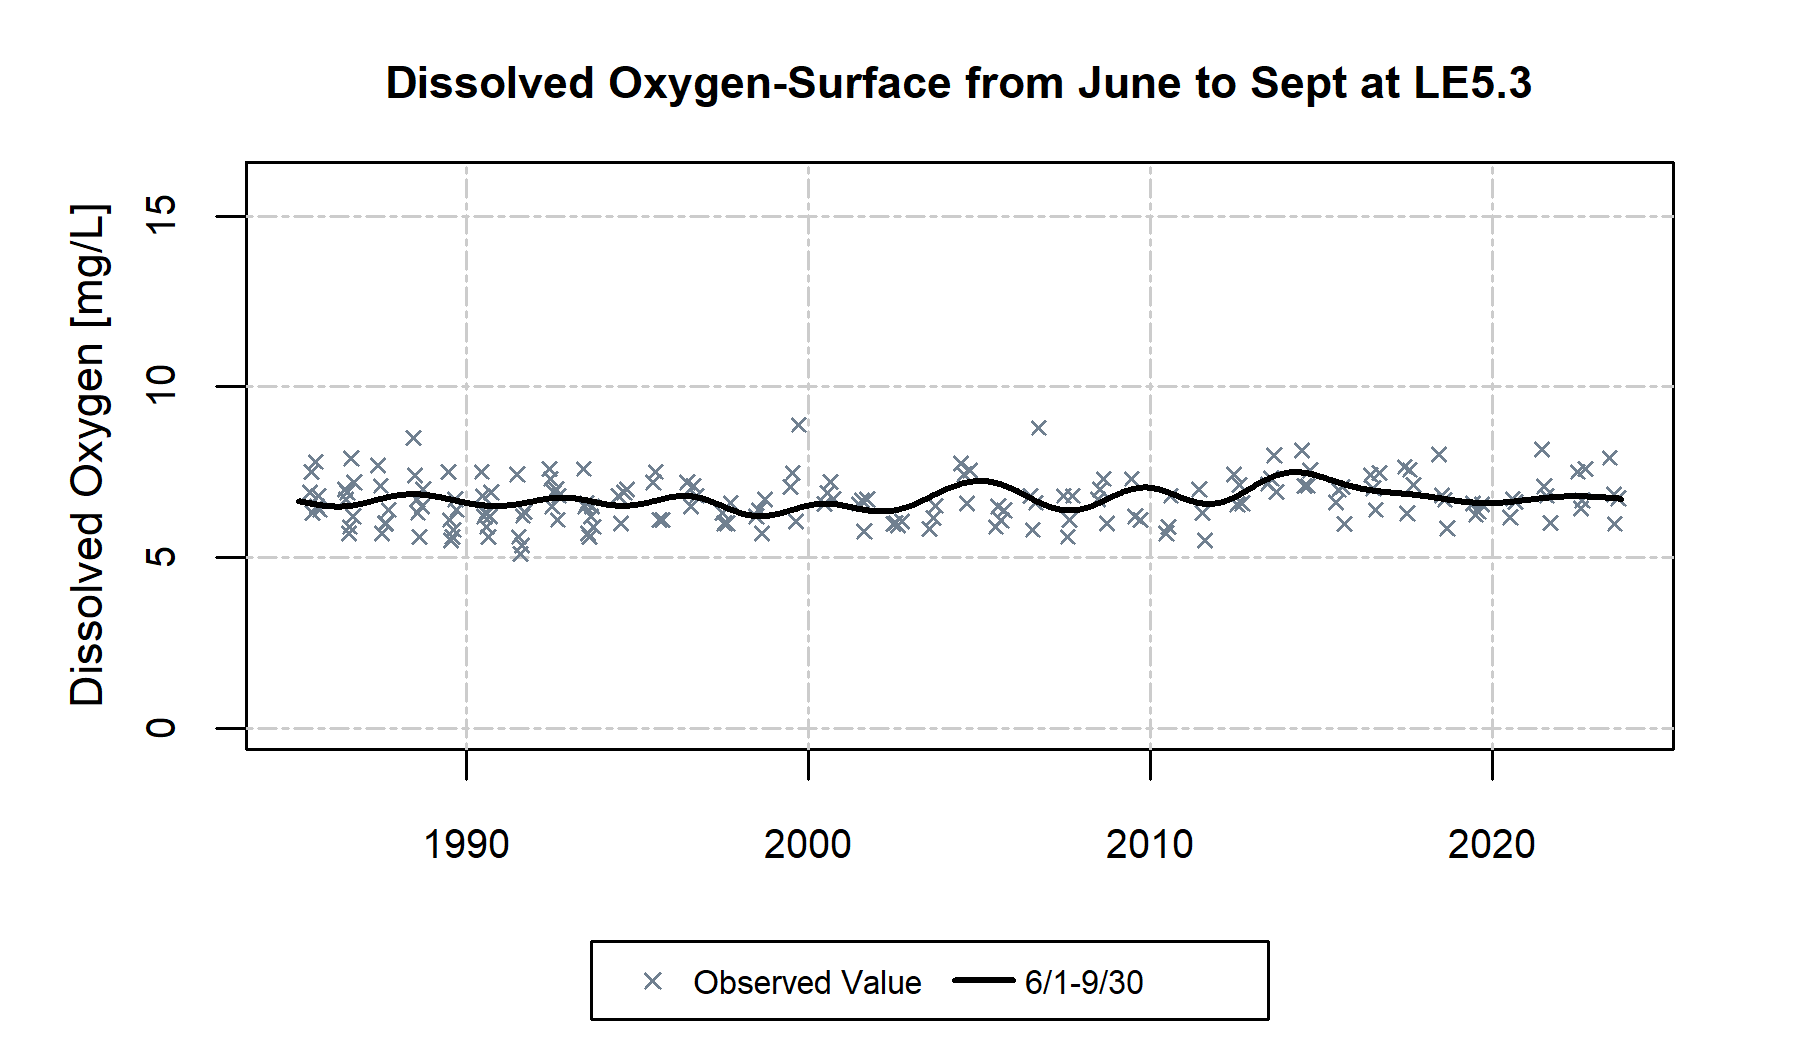 Dissolved Oxygen-Surface from June to Sept at LE5.3
Dissolved Oxygen [mg/L]
15
10
5
0
1990 2000 2010 2020
Observed Value 6/1-9/30